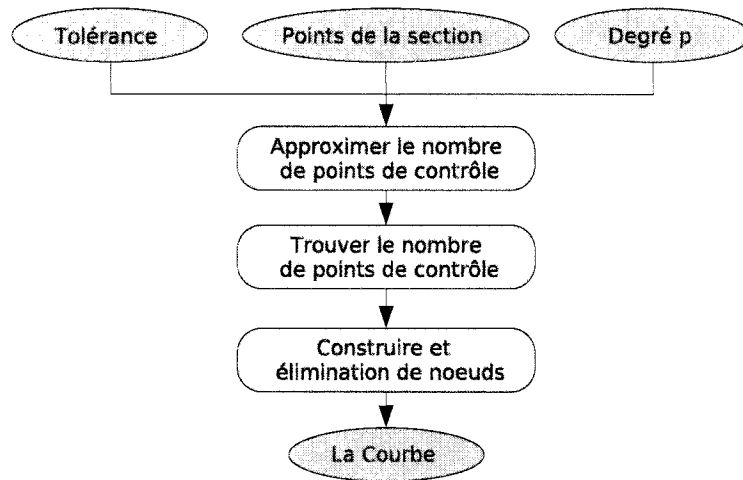 Tolérance
Points de la section
Degré p
Approximer le nombre
de points de contrôle
Trouver le nombre
de points de contrôle
Construire et
élimination de noeuds
La Courbe